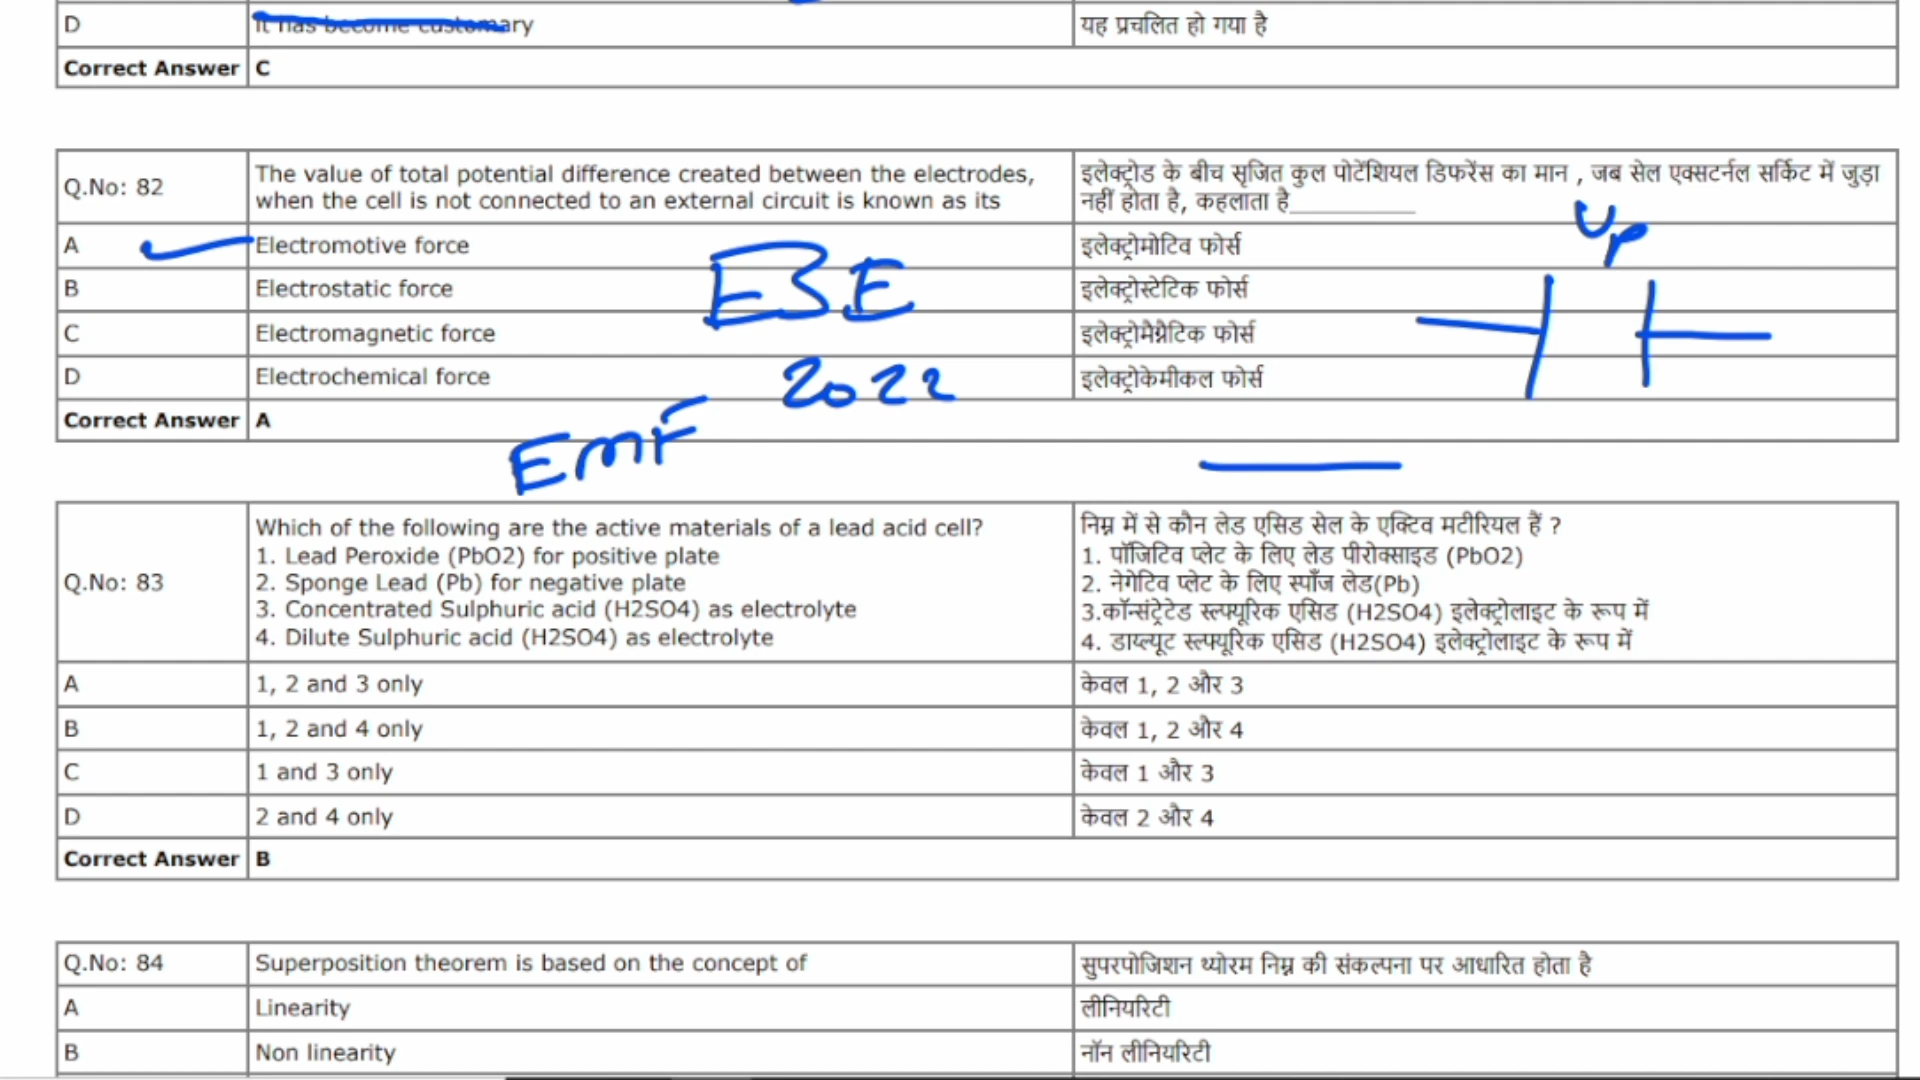 D It has become customary यह प्रचलित हो गया है
Correct Answer C
Q.No: 82 The value of total potential difference created between the electrodes, इलेक्ट्रोड के बीच सृजित कुल पोटेंशियल डिफरेंस का मान , जब सेल एक्सटर्नल सर्किट में जुड़ा
when the cell is not connected to an external circuit is known as its नहीं होता है, कहलाता है__________
A Electromotive force इलेक्ट्रोमोटिव फोर्स
B Electrostatic force इलेक्ट्रोस्टेटिक फोर्स
C Electromagnetic force इलेक्ट्रोमैग्नैटिक फोर्स
D Electrochemical force इलेक्ट्रोकेमीकल फोर्स
2022
Correct Answer A
EMF
Q.No: 83 Which of the following are the active materials of a lead acid cell? निम्न में से कौन लेड एसिड सेल के एक्टिव मटीरियल हैं ?
1. Lead Peroxide (PbO2) for positive plate 1. पॉजिटिव प्लेट के लिए लेड पीरोक्साइड (PbO2)
2. Sponge Lead (Pb) for negative plate 2. नेगेटिव प्लेट के लिए स्पाँज लेड(Pb)
3. Concentrated Sulphuric acid (H2SO4) as electrolyte 3.कॉन्संट्रेटेड स्ल्फ्यूरिक एसिड (H2SO4) इलेक्ट्रोलाइट के रूप में
4. Dilute Sulphuric acid (H2SO4) as electrolyte 4. डाय्ल्यूट स्ल्फ्यूरिक एसिड (H2SO4) इलेक्ट्रोलाइट के रूप में
A 1, 2 and 3 only केवल 1, 2 और 3
B 1, 2 and 4 only केवल 1, 2 और 4
C 1 and 3 only केवल 1 और 3
D 2 and 4 only केवल 2 और 4
Correct Answer B
Q.No: 84 Superposition theorem is based on the concept of सुपरपोजिशन थ्योरम निम्न की संकल्पना पर आधारित होता है
A Linearity लीनियरिटी
B Non linearity नॉन लीनियरिटी